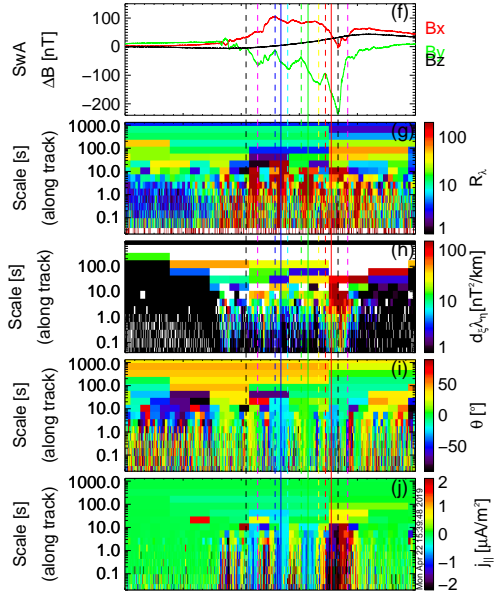 (f)
SwA
ΔB [nT]
100
0
−100
−200
Bx
By
Bz
(g)
Scale [s]
(along track)
1000.0
100.0
10.0
1.0
0.1
100
10
1
Rλ
(h)
Scale [s]
(along track)
100.0
10.0
1.0
0.1
100
10
1
dξλη[nT²/km]
(i)
Scale [s]
(along track)
1000.0
100.0
10.0
1.0
0.1
50
0
−50
θ [°]
(j)
Scale [s]
(along track)
1000.0
100.0
10.0
1.0
0.1
2
1
0
−1
−2
j|| [μA/m²]
Mon Apr 22 15:39:48 2019